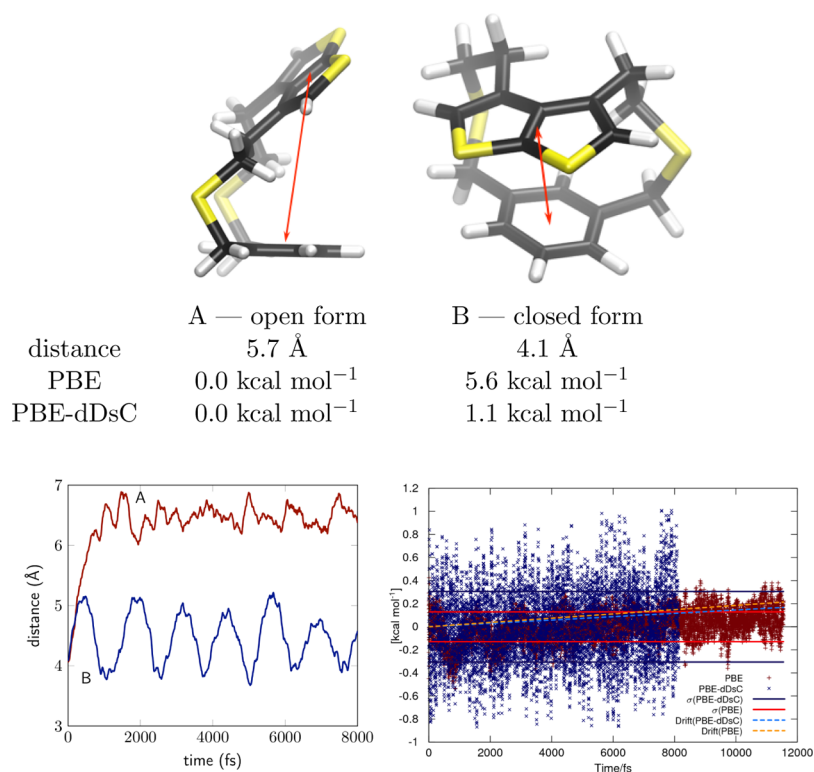 A — open form B — closed form
distance 5.7 Å 4.1 Å
PBE 0.0 kcal mol⁻¹ 5.6 kcal mol⁻¹
PBE-dDsC 0.0 kcal mol⁻¹ 1.1 kcal mol⁻¹
7
6
5
4
3
distance (Å)
A
B
0 2000 4000 6000 8000
time (fs)
1.2
1
0.8
0.6
0.4
0.2
0
-0.2
-0.4
-0.6
-0.8
-1
[kcal mol⁻¹]
PBE
PBE-dDsC
σ(PBE-dDsC)
σ(PBE)
Drift(PBE-dDsC)
Drift(PBE)
0 2000 4000 6000 8000 10000 12000
Time/fs